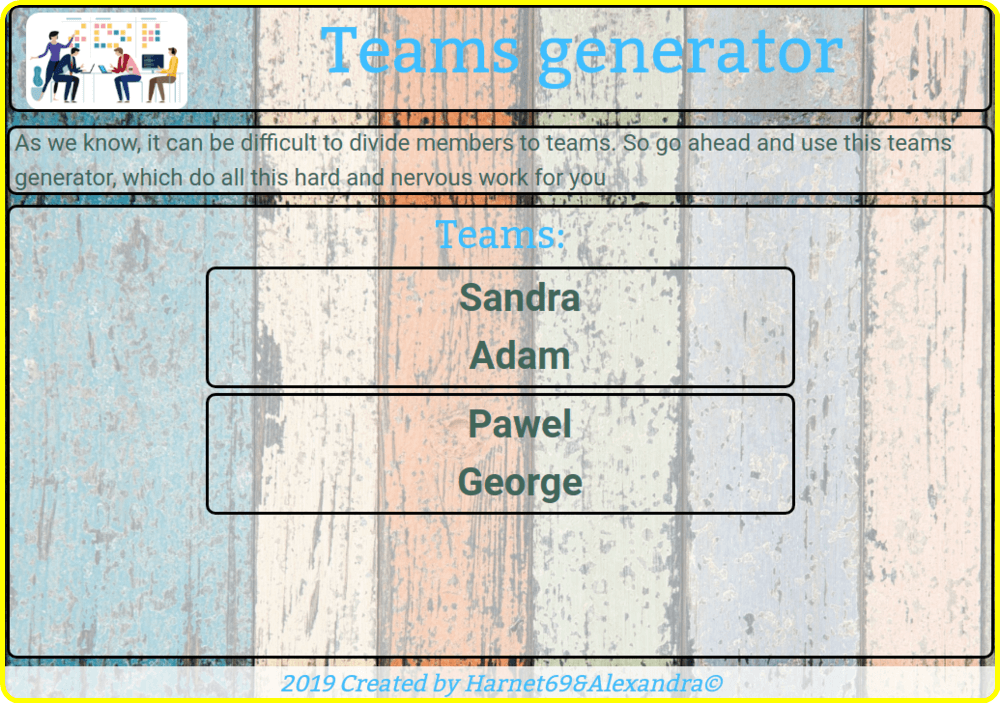 Teams generator
As we know, it can be difficult to divide members to teams. So go ahead and use this teams
generator, which do all this hard and nervous work for you
Teams:
Sandra
Adam
Pawel
George
2019 Created by Harnet69&Alexandra©